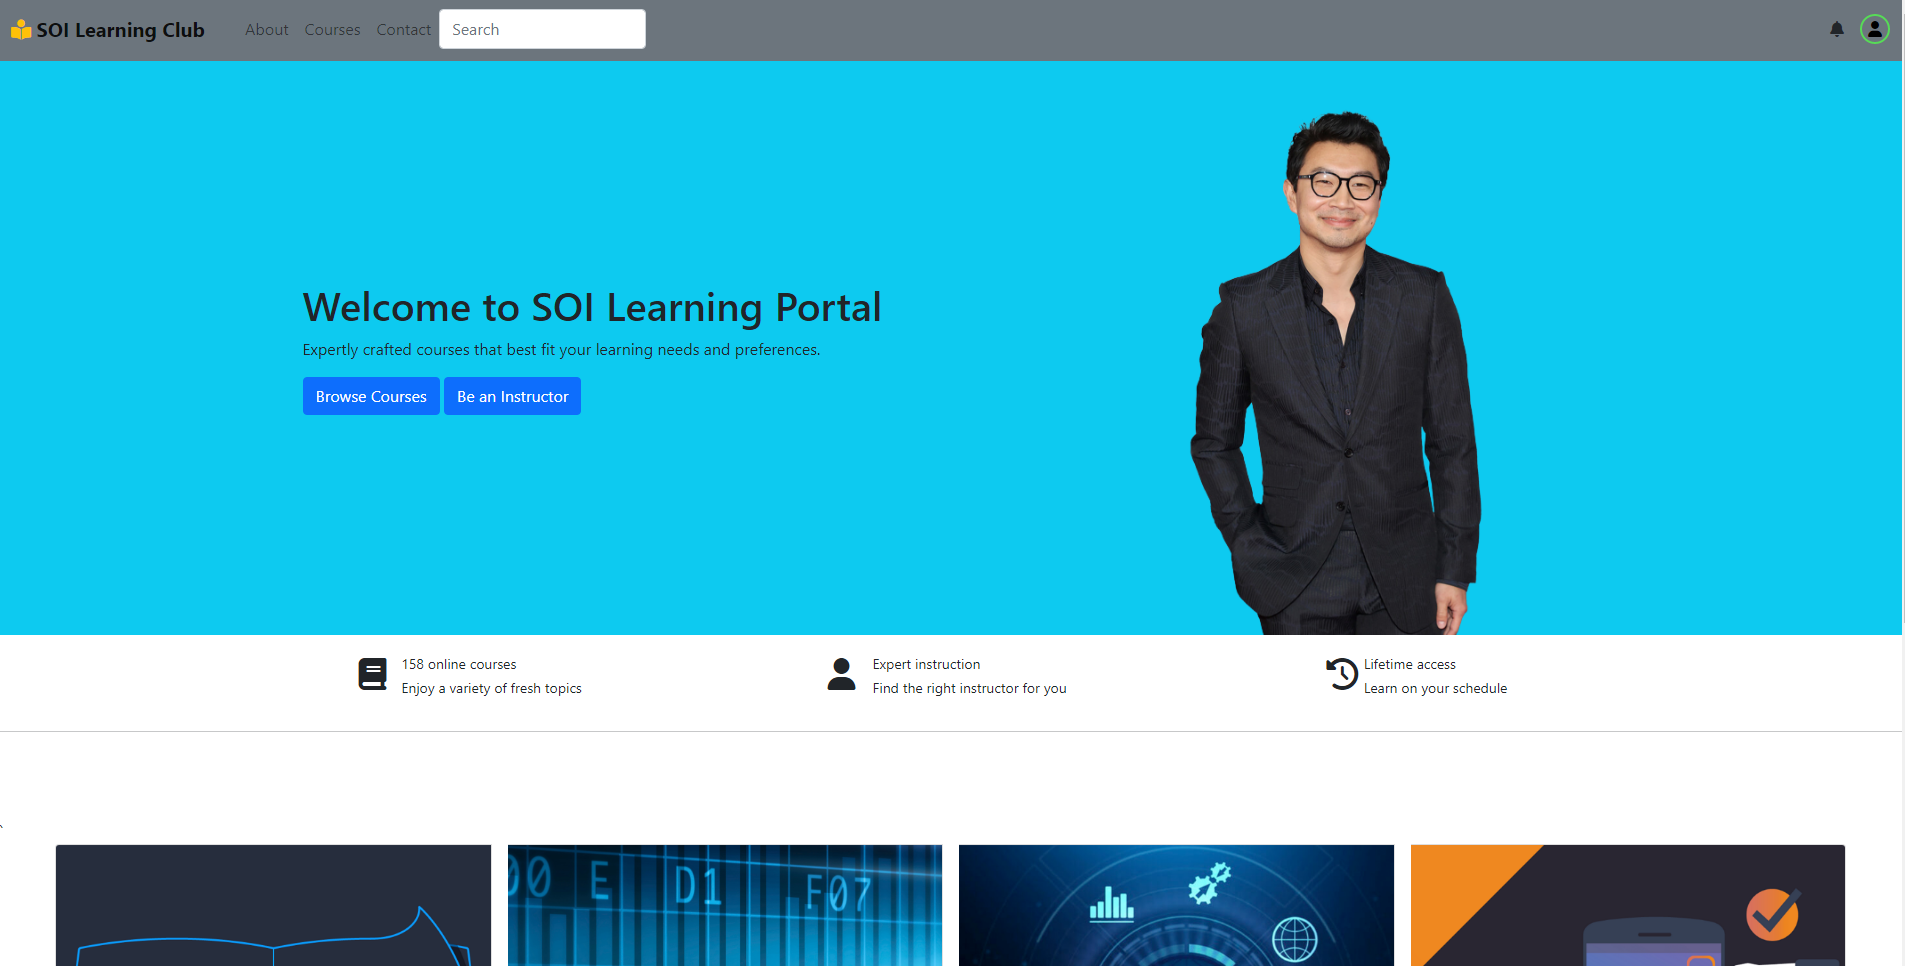 SOI Learning Club
About Courses Contact Search
Welcome to SOI Learning Portal
Expertly crafted courses that best fit your learning needs and preferences.
Browse Courses Be an Instructor
158 online courses
Enjoy a variety of fresh topics
Expert instruction
Find the right instructor for you
Lifetime access
Learn on your schedule
`
00 E D1 F07